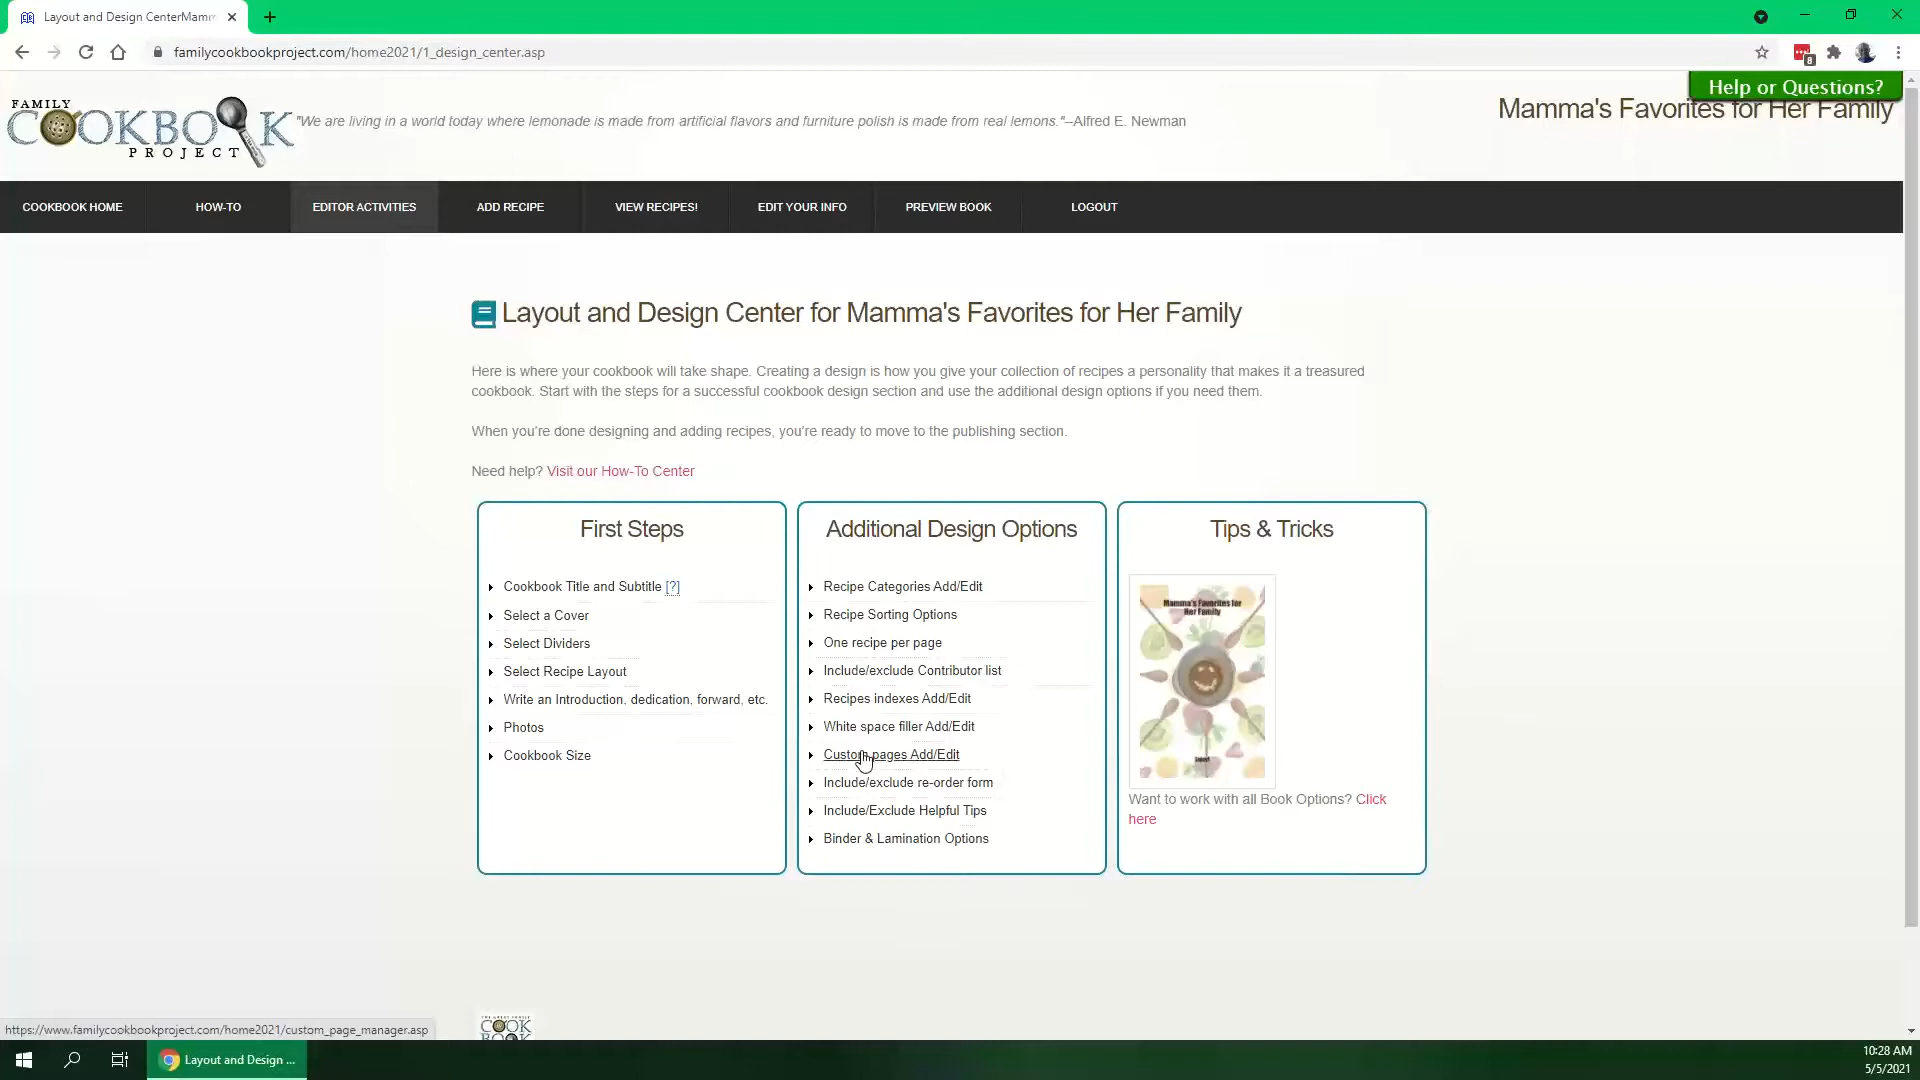 Layout and Design CenterMamm
familycookbookproject.com/home2021/1_design_center.asp
8
Help or Questions?
FAMILY
COOKBOOK
PROJECT
"We are living in a world today where lemonade is made from artificial flavors and furniture polish is made from real lemons."--Alfred E. Newman
Mamma's Favorites for Her Family
COOKBOOK HOME
HOW-TO
EDITOR ACTIVITIES
ADD RECIPE
VIEW RECIPES!
EDIT YOUR INFO
PREVIEW BOOK
LOGOUT
Layout and Design Center for Mamma's Favorites for Her Family
Here is where your cookbook will take shape. Creating a design is how you give your collection of recipes a personality that makes it a treasured
cookbook. Start with the steps for a successful cookbook design section and use the additional design options if you need them.
When you're done designing and adding recipes, you're ready to move to the publishing section.
Need help? Visit our How-To Center
First Steps
Cookbook Title and Subtitle [?]
Select a Cover
Select Dividers
Select Recipe Layout
Write an Introduction, dedication, forward, etc.
Photos
Cookbook Size
Additional Design Options
Recipe Categories Add/Edit
Recipe Sorting Options
One recipe per page
Include/exclude Contributor list
Recipes indexes Add/Edit
White space filler Add/Edit
Custom pages Add/Edit
Include/exclude re-order form
Include/Exclude Helpful Tips
Binder & Lamination Options
Tips & Tricks
Mamma's Favorites for
Her Family
Want to work with all Book Options? Click
here
https://www.familycookbookproject.com/home2021/custom_page_manager.asp
COOK
Layout and Design ...
10:28 AM
5/5/2021